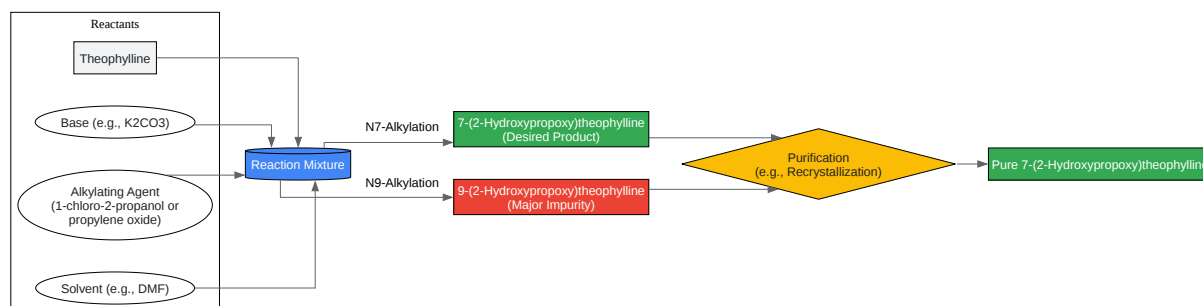 Reactants
Theophylline
Base (e.g., K2CO3)
Alkylating Agent
(1-chloro-2-propanol or
propylene oxide)
Solvent (e.g., DMF)
Reaction Mixture
N7-Alkylation
N9-Alkylation
7-(2-Hydroxypropoxy)theophylline
(Desired Product)
9-(2-Hydroxypropoxy)theophylline
(Major Impurity)
Purification
(e.g., Recrystallization)
Pure 7-(2-Hydroxypropoxy)theophylline